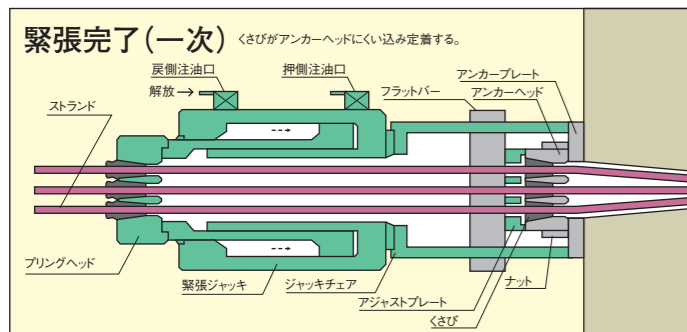 緊張完了(一次) くさびがアンカーヘッドにくい込み定着する。
戻側注油口
押側注油口
アンカープレート
アンカーヘッド
解放→
フラットバー
ストランド
プリングヘッド
緊張ジャッキ
ジャッキチェア
アジャストプレート
ナット
くさび